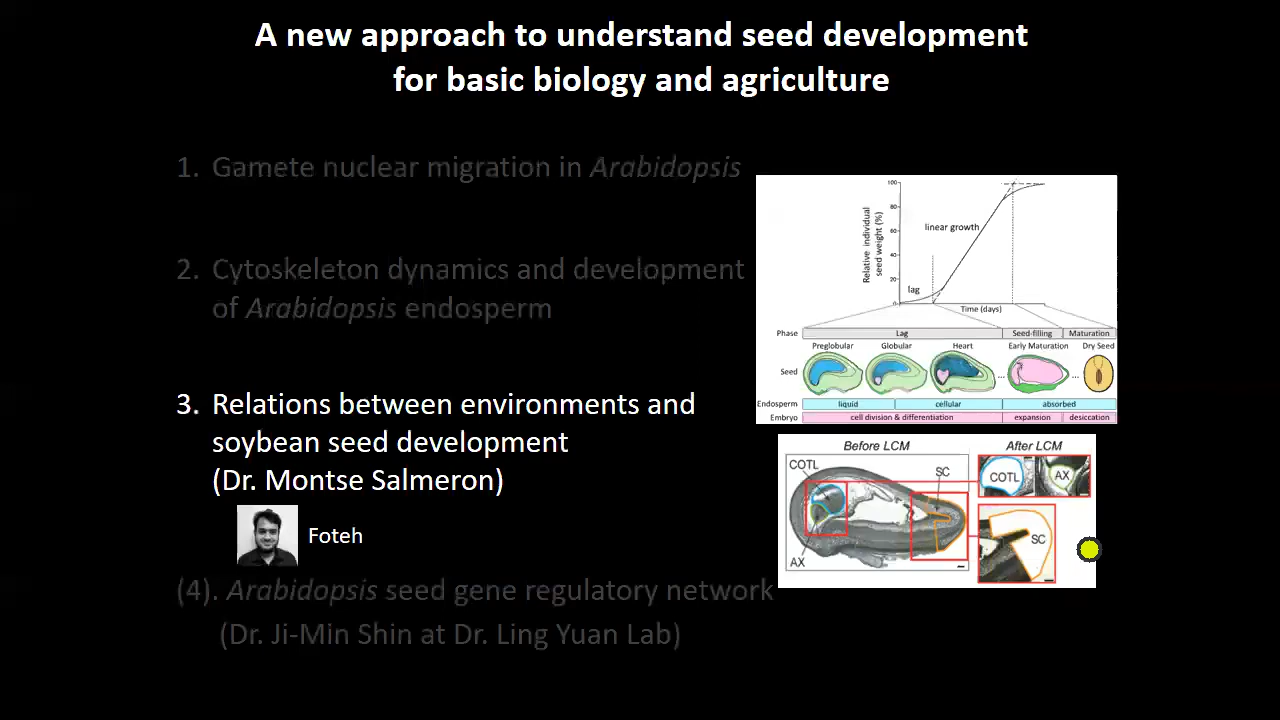 A new approach to understand seed development
for basic biology and agriculture
1. Gamete nuclear migration in Arabidopsis
2. Cytoskeleton dynamics and development
of Arabidopsis endosperm
3. Relations between environments and
soybean seed development
(Dr. Montse Salmeron)
Foteh
(4). Arabidopsis seed gene regulatory network
(Dr. Ji-Min Shin at Dr. Ling Yuan Lab)
Relative individual
seed weight (%)
100
80
60
40
20
0
linear growth
lag
Time (days)
Phase Lag Seed-filling Maturation
Preglobular Globular Heart Early Maturation Dry Seed
Seed ... ...
Endosperm liquid cellular absorbed
Embryo cell division & differentiation expansion desiccation
Before LCM After LCM
COTL SC COTL AX
AX SC